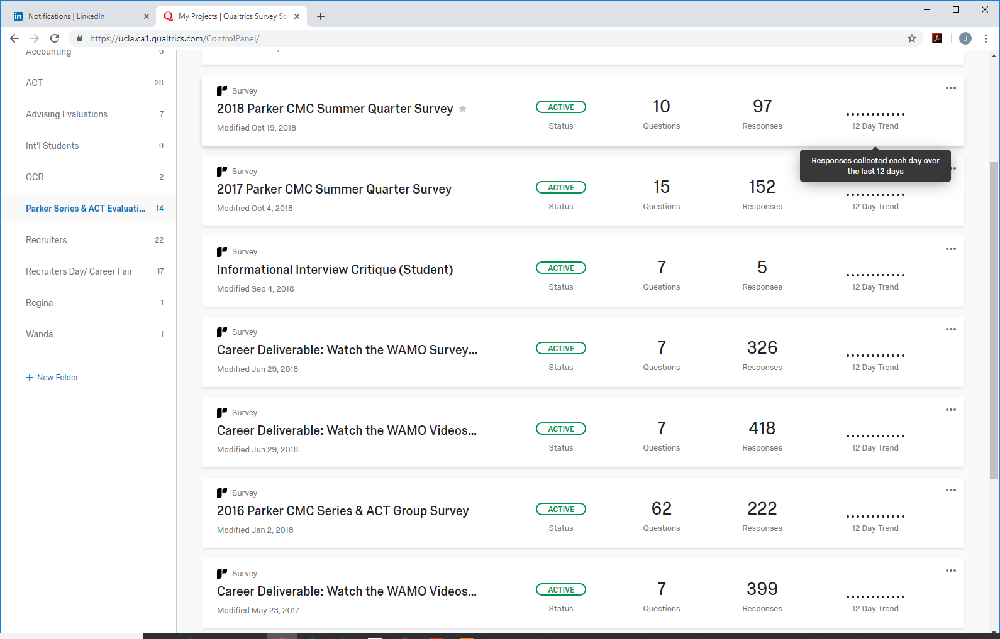 Notifications | LinkedIn
My Projects | Qualtrics Survey So
https://ucla.ca1.qualtrics.com/ControlPanel/
J
Accounting 9
ACT 28
Advising Evaluations 7
Int'l Students 9
OCR 2
Parker Series & ACT Evaluati... 14
Recruiters 22
Recruiters Day/ Career Fair 17
Regina 1
Wanda 1
+ New Folder
Survey
2018 Parker CMC Summer Quarter Survey
Modified Oct 19, 2018
ACTIVE
Status
10
Questions
97
Responses
12 Day Trend
Responses collected each day over
the last 12 days
Survey
2017 Parker CMC Summer Quarter Survey
Modified Oct 4, 2018
ACTIVE
Status
15
Questions
152
Responses
12 Day Trend
Survey
Informational Interview Critique (Student)
Modified Sep 4, 2018
ACTIVE
Status
7
Questions
5
Responses
12 Day Trend
Survey
Career Deliverable: Watch the WAMO Survey...
Modified Jun 29, 2018
ACTIVE
Status
7
Questions
326
Responses
12 Day Trend
Survey
Career Deliverable: Watch the WAMO Videos...
Modified Jun 29, 2018
ACTIVE
Status
7
Questions
418
Responses
12 Day Trend
Survey
2016 Parker CMC Series & ACT Group Survey
Modified Jan 2, 2018
ACTIVE
Status
62
Questions
222
Responses
12 Day Trend
Survey
Career Deliverable: Watch the WAMO Videos...
Modified May 23, 2017
ACTIVE
Status
7
Questions
399
Responses
12 Day Trend